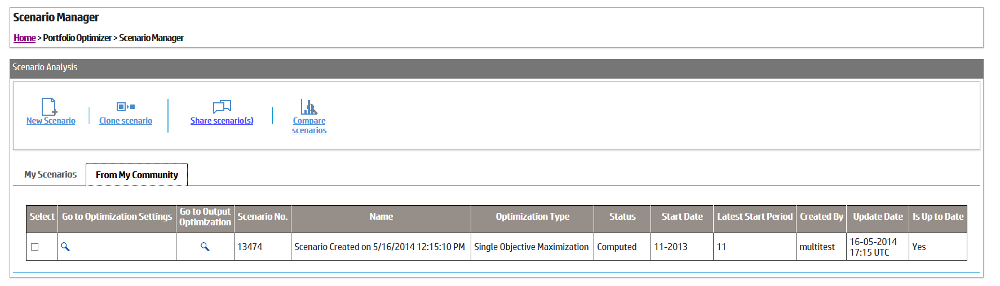 Scenario Manager
Home > Portfolio Optimizer > Scenario Manager
Scenario Analysis
New Scenario
Clone scenario
Share scenario(s)
Compare
scenarios
My Scenarios
From My Community
Select
Go to Optimization Settings
Go to Output
Optimization
Scenario No.
Name
Optimization Type
Status
Start Date
Latest Start Period
Created By
Update Date
Is Up to Date
13474
Scenario Created on 5/16/2014 12:15:10 PM
Single Objective Maximization
Computed
11-2013
11
multitest
16-05-2014
17:15 UTC
Yes